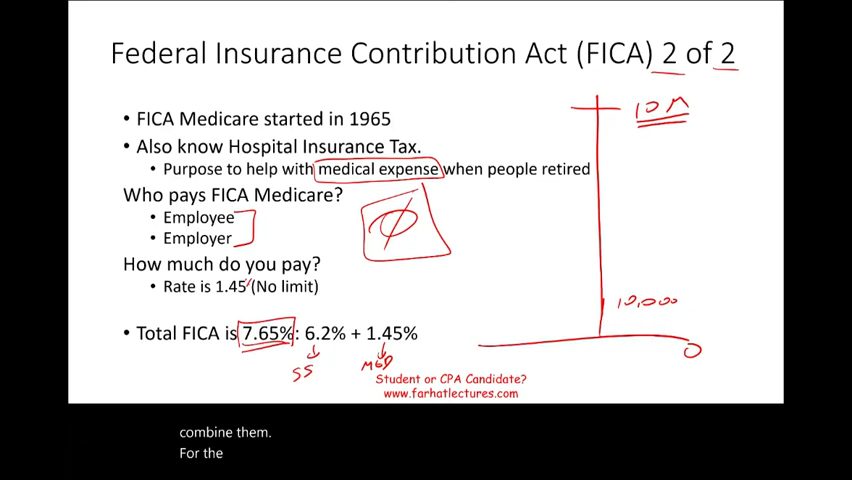 Federal Insurance Contribution Act (FICA) 2 of 2
• FICA Medicare started in 1965
• Also know Hospital Insurance Tax.
• Purpose to help with medical expense when people retired
Who pays FICA Medicare?
• Employee
• Employer
How much do you pay?
• Rate is 1.45% (No limit)
• Total FICA is 7.65%: 6.2% + 1.45%
SS
MED
10 M
10,000
0
Student or CPA Candidate?
www.farhatlectures.com
combine them.
For the